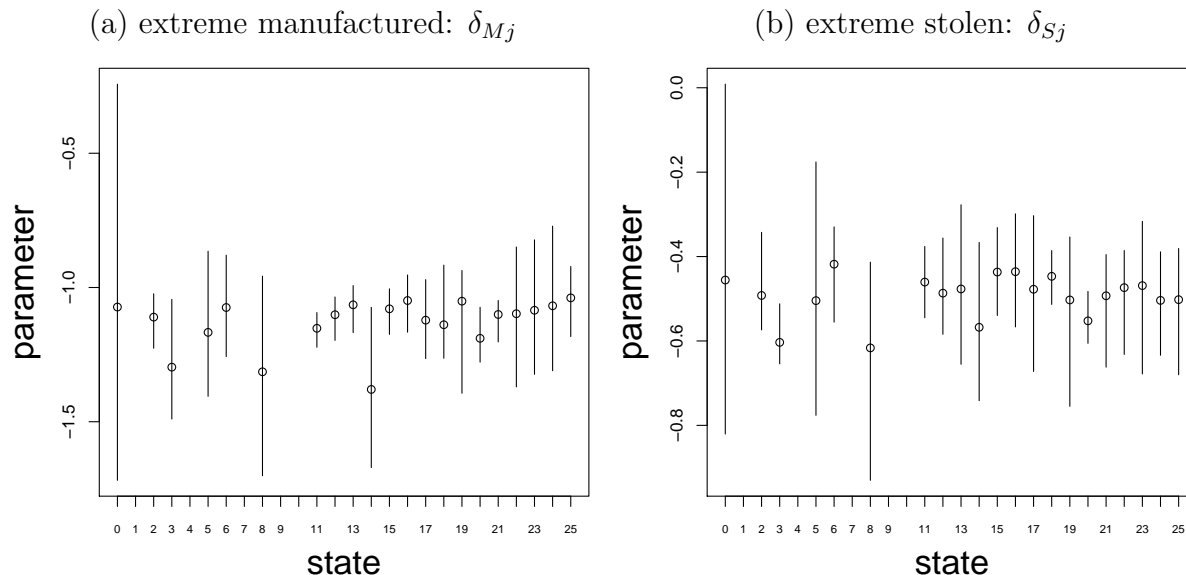 (a) extreme manufactured: δMj
parameter
−0.5
−1.0
−1.5
0 1 2 3 4 5 6 7 8 9 11 13 15 17 19 21 23 25
state
(b) extreme stolen: δSj
parameter
0.0
−0.2
−0.4
−0.6
−0.8
0 1 2 3 4 5 6 7 8 9 11 13 15 17 19 21 23 25
state